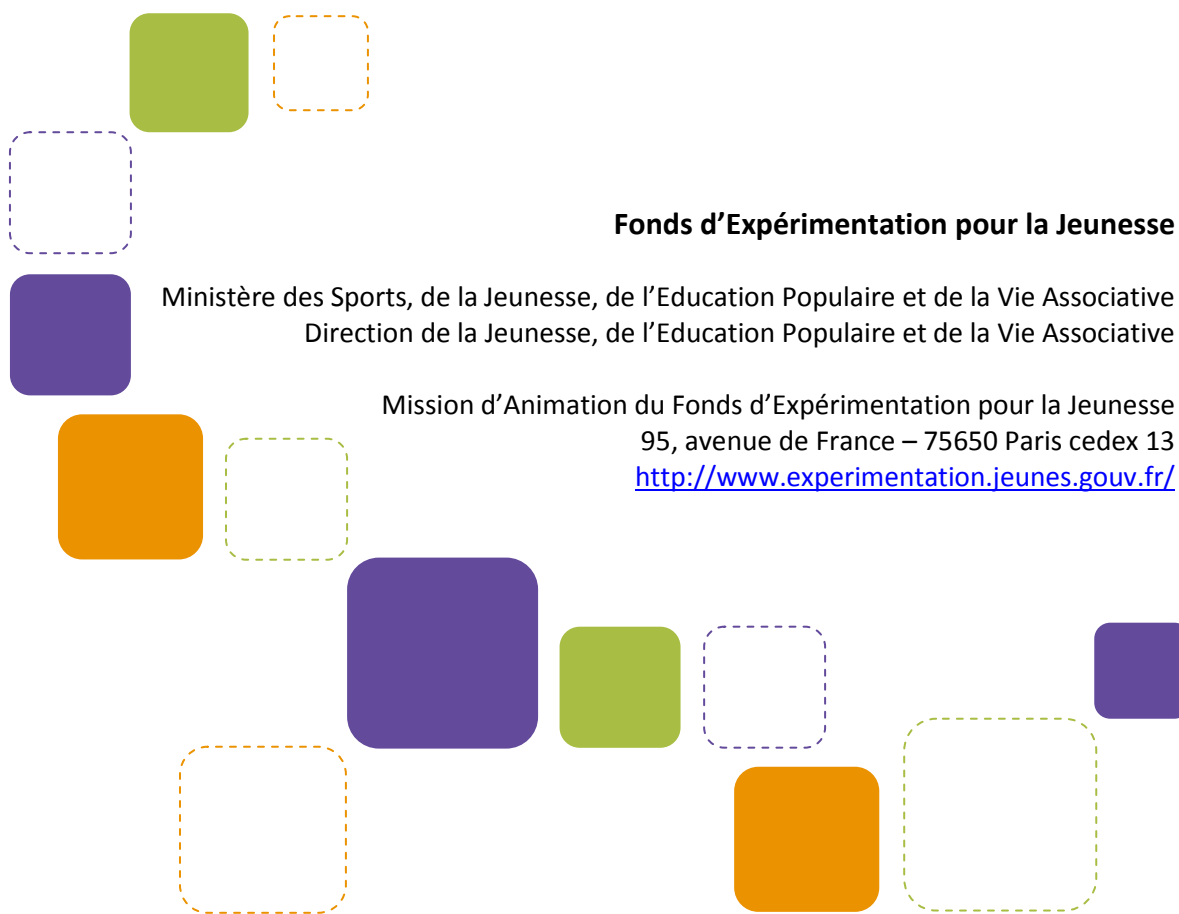 Fonds d’Expérimentation pour la Jeunesse
Ministère des Sports, de la Jeunesse, de l’Education Populaire et de la Vie Associative
Direction de la Jeunesse, de l’Education Populaire et de la Vie Associative
Mission d’Animation du Fonds d’Expérimentation pour la Jeunesse
95, avenue de France – 75650 Paris cedex 13
http://www.experimentation.jeunes.gouv.fr/